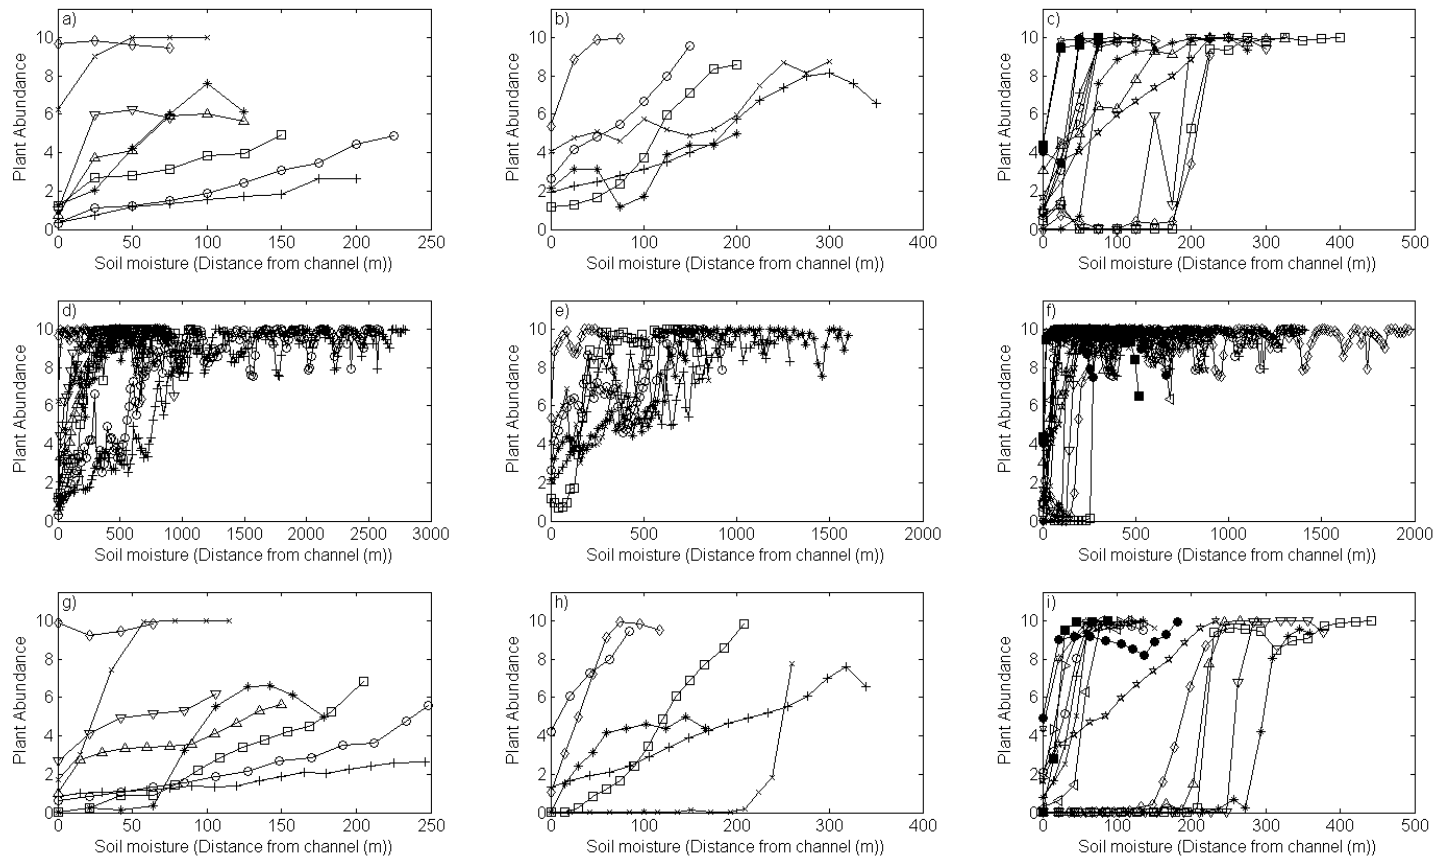 a)
10
8
6
4
2
0
Plant Abundance
0 50 100 150 200 250
Soil moisture (Distance from channel (m))
b)
10
8
6
4
2
0
Plant Abundance
0 100 200 300 400
Soil moisture (Distance from channel (m))
c)
10
8
6
4
2
0
Plant Abundance
0 100 200 300 400 500
Soil moisture (Distance from channel (m))
d)
10
8
6
4
2
0
Plant Abundance
0 500 1000 1500 2000 2500 3000
Soil moisture (Distance from channel (m))
e)
10
8
6
4
2
0
Plant Abundance
0 500 1000 1500 2000
Soil moisture (Distance from channel (m))
f)
10
8
6
4
2
0
Plant Abundance
0 500 1000 1500 2000
Soil moisture (Distance from channel (m))
g)
10
8
6
4
2
0
Plant Abundance
0 50 100 150 200 250
Soil moisture (Distance from channel (m))
h)
10
8
6
4
2
0
Plant Abundance
0 100 200 300 400
Soil moisture (Distance from channel (m))
i)
10
8
6
4
2
0
Plant Abundance
0 100 200 300 400 500
Soil moisture (Distance from channel (m))